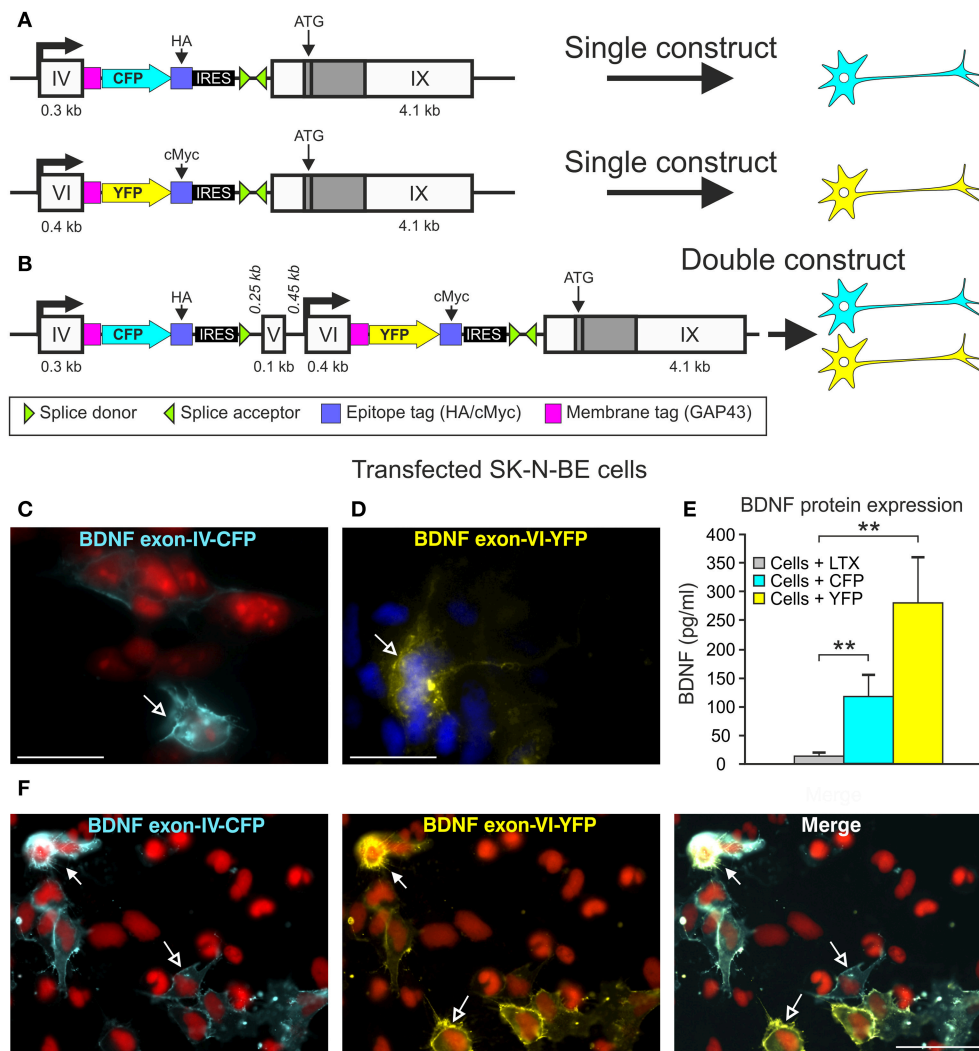 A
HA
ATG
Single construct
IV
CFP
IRES
IX
0.3 kb
4.1 kb
cMyc
ATG
Single construct
VI
YFP
IRES
IX
0.4 kb
4.1 kb
B
Double construct
HA
0.25 kb
0.45 kb
cMyc
ATG
IV
CFP
IRES
V
VI
YFP
IRES
IX
0.3 kb
0.1 kb
0.4 kb
4.1 kb
Splice donor
Splice acceptor
Epitope tag (HA/cMyc)
Membrane tag (GAP43)
Transfected SK-N-BE cells
C
BDNF exon-IV-CFP
D
BDNF exon-VI-YFP
E
BDNF protein expression
BDNF (pg/ml)
400
350
300
250
200
150
100
50
0
Cells + LTX
Cells + CFP
Cells + YFP
**
**
Merge
F
BDNF exon-IV-CFP
BDNF exon-VI-YFP
Merge